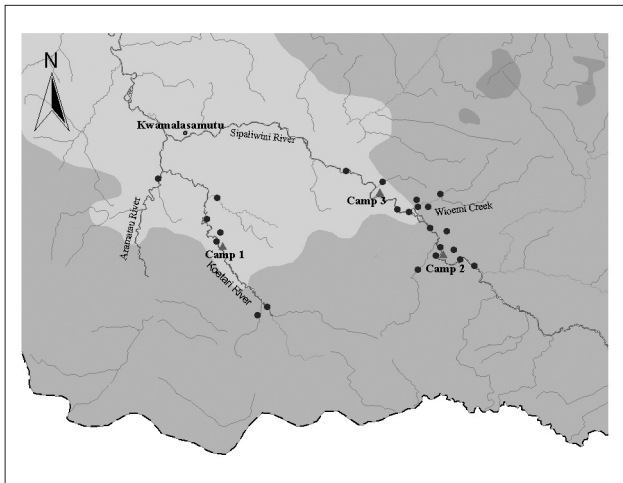 N
Kwamalasamutu
Sipaliwini River
Camp 3
Wioemi Creek
Aramatau River
Camp 1
Camp 2
Koetari River